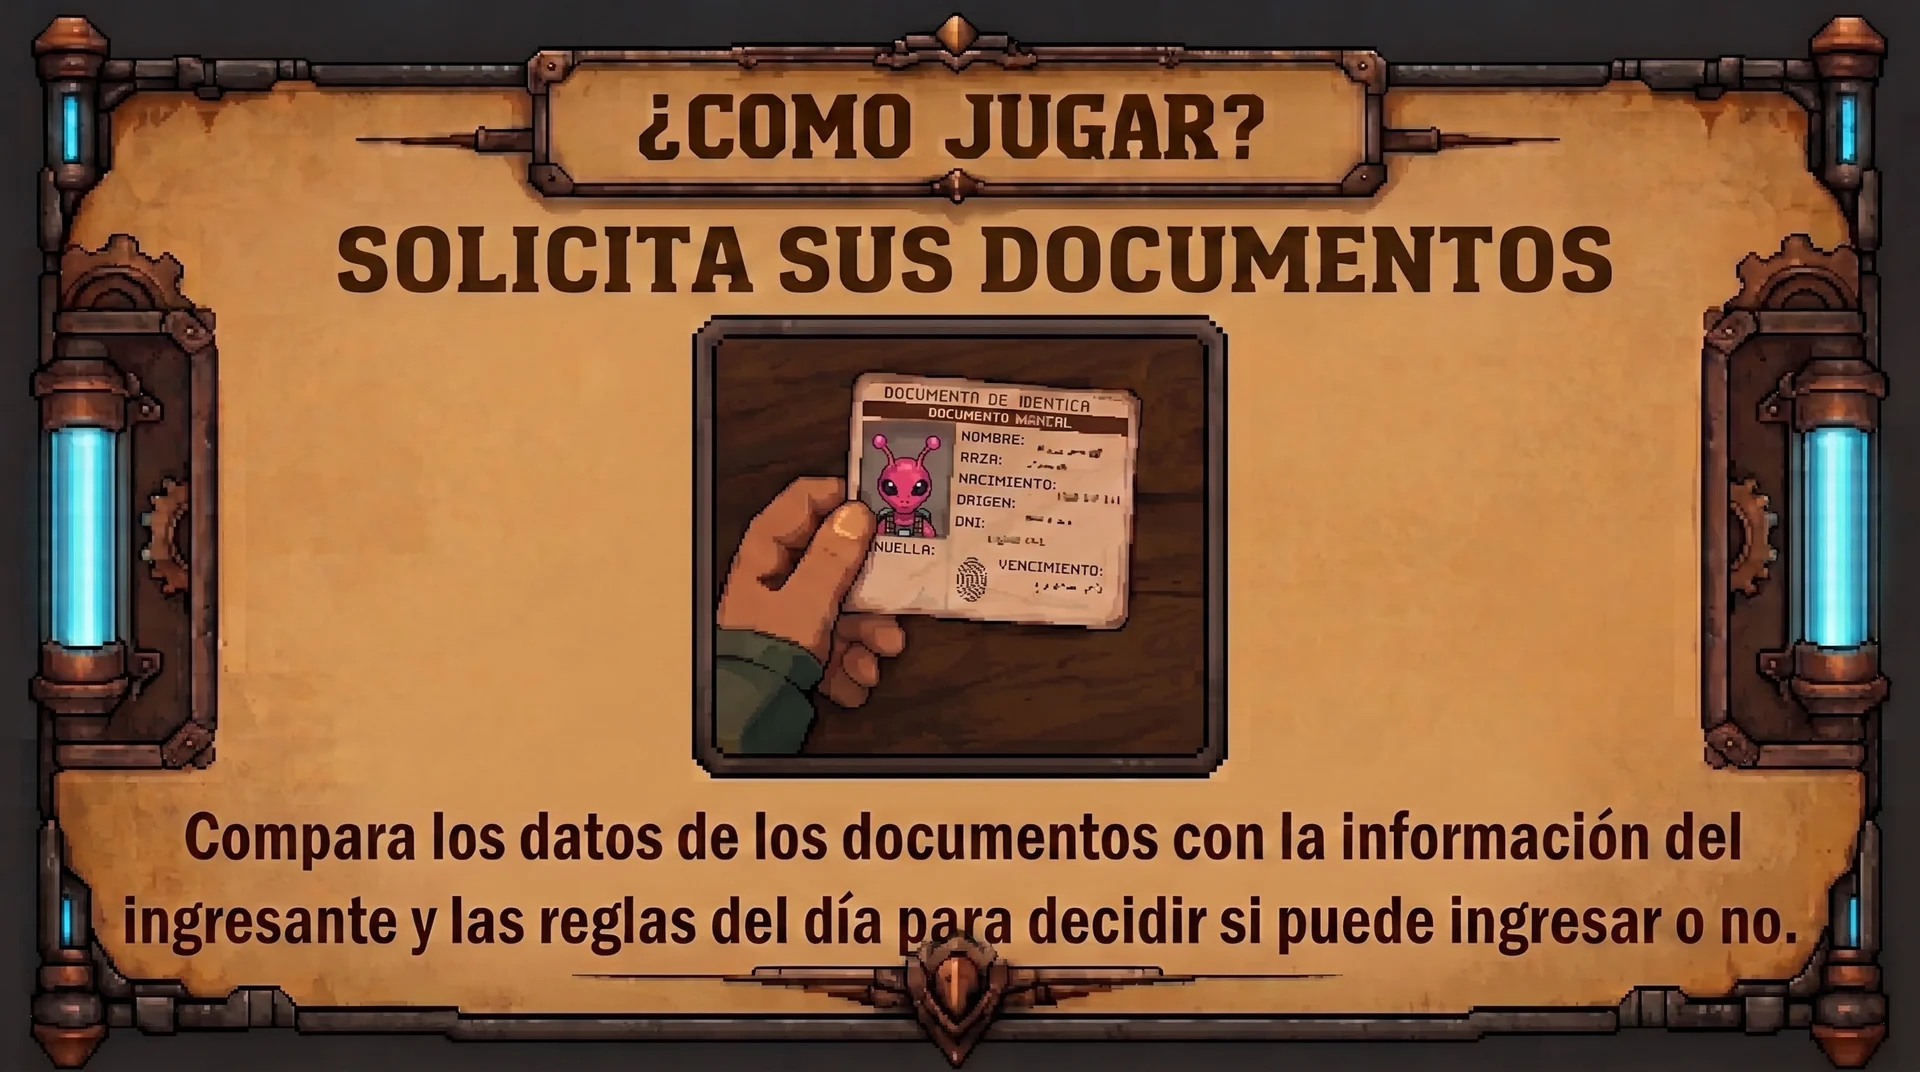 ¿COMO JUGAR?
SOLICITA SUS DOCUMENTOS
DOCUMENTA DE IDENTICA
DOCUMENTO MANCAL
NOMBRE:
RRZA:
NACIMIENTO:
DRIGEN:
DNI:
NUELLA:
VENCIMIENTO:
Compara los datos de los documentos con la información del
ingresante y las reglas del día para decidir si puede ingresar o no.